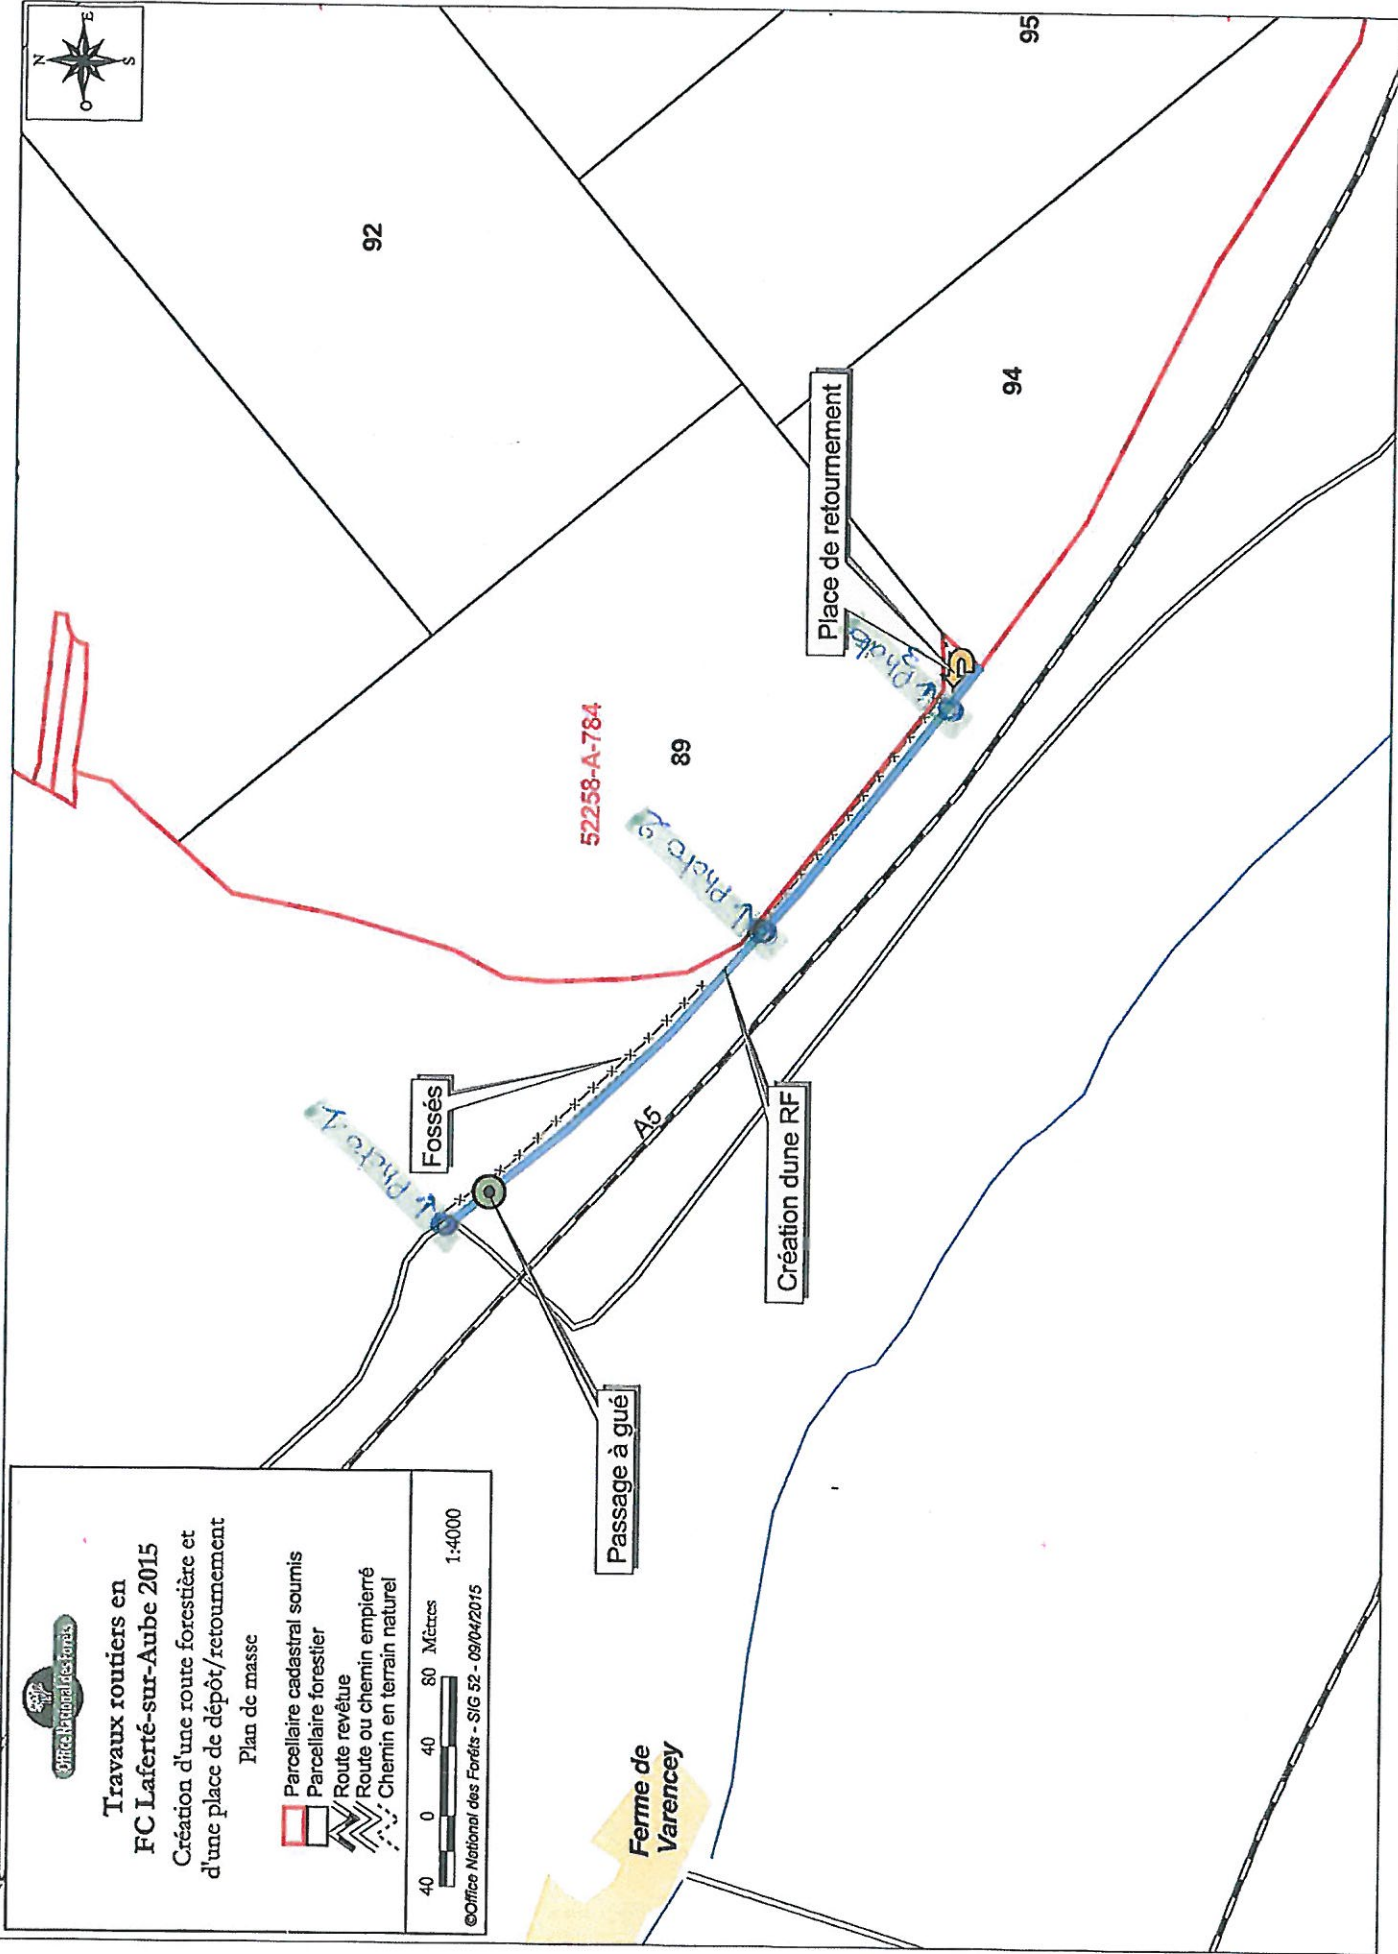 Office National des Forêts
Travaux routiers en
FC Laferté-sur-Aube 2015
Création d'une route forestière et
d'une place de dépôt/retournement
Plan de masse
Parcellaire cadastral soumis
Parcellaire forestier
Route revêtue
Route ou chemin empierré
Chemin en terrain naturel
40 0 40 80 Mètres
1:4000
©Office National des Forêts - SIG 52 - 09/04/2015
N
O E
S
92
95
94
89
52258-A-784
Photo 1
Photo 2
Photo
3
Fossés
Place de retournement
A5
Création dune RF
Passage à gué
Ferme de
Varencey